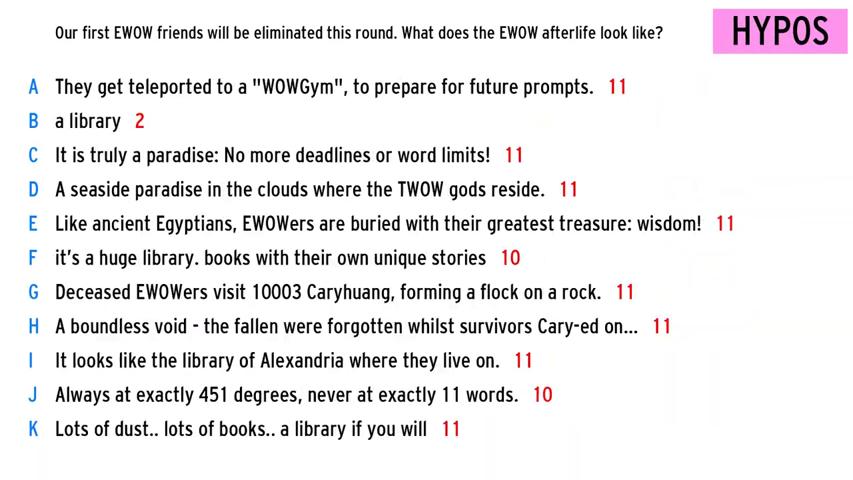 Our first EWOW friends will be eliminated this round. What does the EWOW afterlife look like?
HYPOS
A They get teleported to a "WOWGym", to prepare for future prompts. 11
B a library 2
C It is truly a paradise: No more deadlines or word limits! 11
D A seaside paradise in the clouds where the TWOW gods reside. 11
E Like ancient Egyptians, EWOWers are buried with their greatest treasure: wisdom! 11
F it's a huge library. books with their own unique stories 10
G Deceased EWOWers visit 10003 Caryhuang, forming a flock on a rock. 11
H A boundless void - the fallen were forgotten whilst survivors Cary-ed on... 11
I It looks like the library of Alexandria where they live on. 11
J Always at exactly 451 degrees, never at exactly 11 words. 10
K Lots of dust.. lots of books.. a library if you will 11